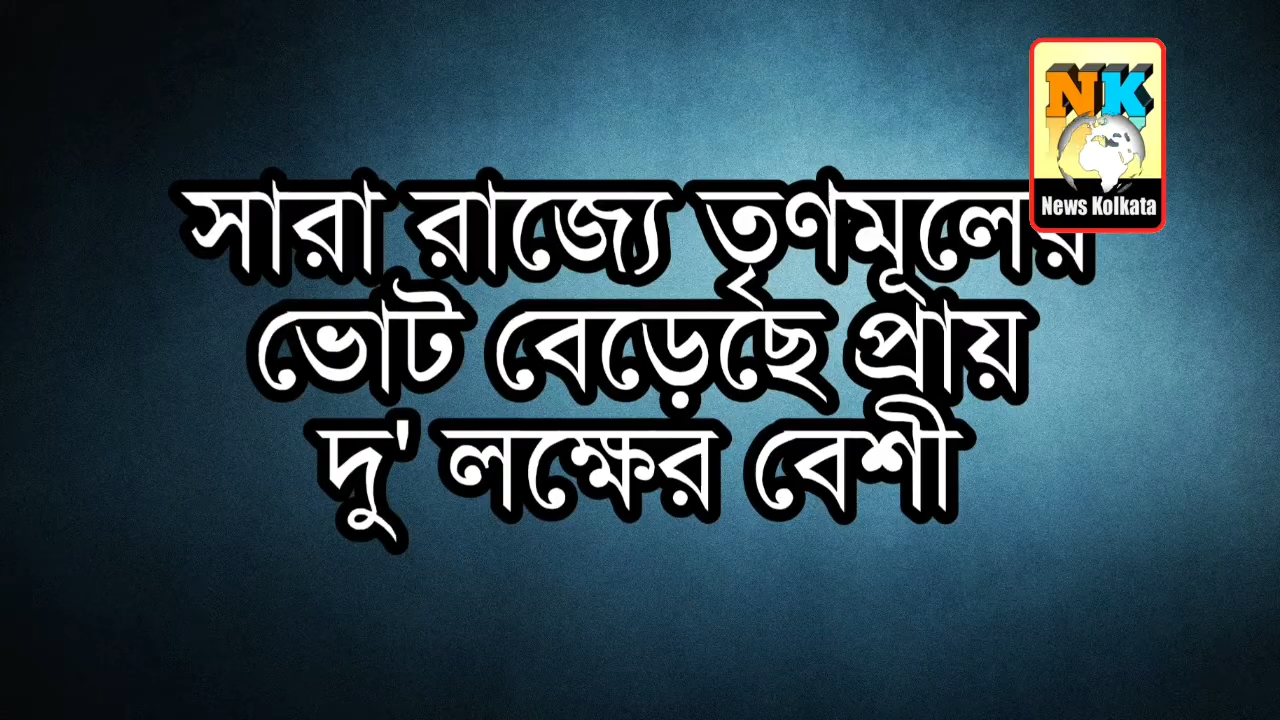 সারা রাজ্যে তৃণমূলের
ভোট বেড়েছে প্রায়
দু' লক্ষের বেশী
NK
News Kolkata